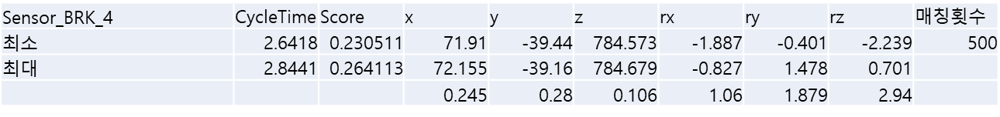 Sensor_BRK_4 CycleTime Score x y z rx ry rz 매칭횟수
최소 2.6418 0.230511 71.91 -39.44 784.573 -1.887 -0.401 -2.239 500
최대 2.8441 0.264113 72.155 -39.16 784.679 -0.827 1.478 0.701
0.245 0.28 0.106 1.06 1.879 2.94